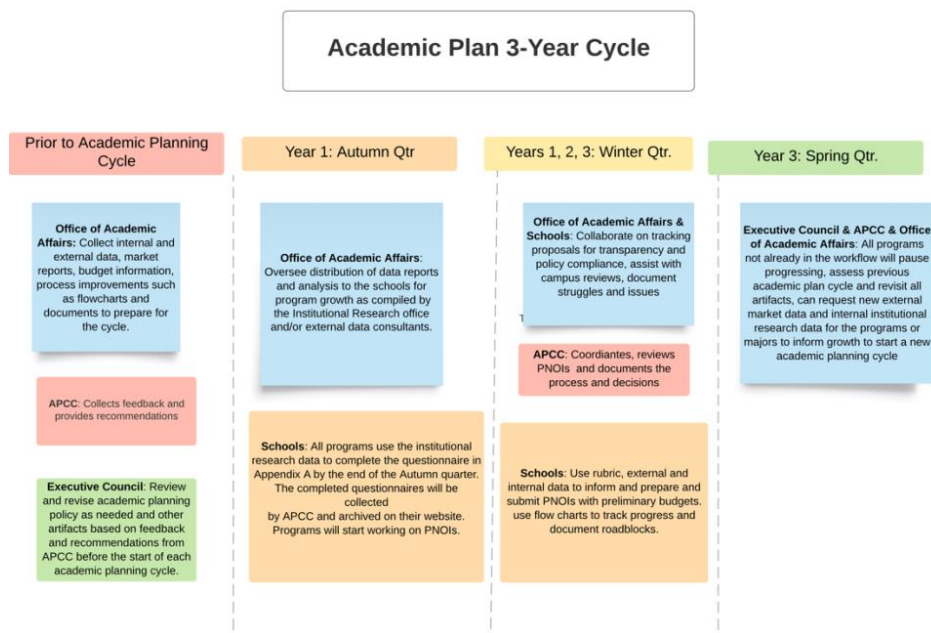 Academic Plan 3-Year Cycle
Prior to Academic Planning
Cycle
Office of Academic
Affairs: Collect internal and
external data, market
reports, budget information,
process improvements such
as flowcharts and
documents to prepare for
the cycle.
APCC: Collects feedback and
provides recommendations
Executive Council: Review
and revise academic planning
policy as needed and other
artifacts based on feedback
and recommendations from
APCC before the start of each
academic planning cycle.
Year 1: Autumn Qtr
Office of Academic Affairs:
Oversee distribution of data reports
and analysis to the schools for
program growth as compiled by
the Institutional Research office
and/or external data consultants.
Schools: All programs use the institutional
research data to complete the questionnaire in
Appendix A by the end of the Autumn quarter.
The completed questionnaires will be
collected
by APCC and archived on their website.
Programs will start working on PNOIs.
Years 1, 2, 3: Winter Qtr.
Office of Academic Affairs &
Schools: Collaborate on tracking
proposals for transparency and
policy compliance, assist with
campus reviews, document
struggles and issues
APCC: Coordiantes, reviews
PNOIs and documents the
process and decisions
Schools: Use rubric, external and
internal data to inform and prepare and
submit PNOIs with preliminary budgets.
use flow charts to track progress and
document roadblocks.
Year 3: Spring Qtr.
Executive Council & APCC & Office
of Academic Affairs: All programs
not already in the workflow will pause
progressing, assess previous
academic plan cycle and revisit all
artifacts, can request new external
market data and internal institutional
research data for the programs or
majors to inform growth to start a new
academic planning cycle